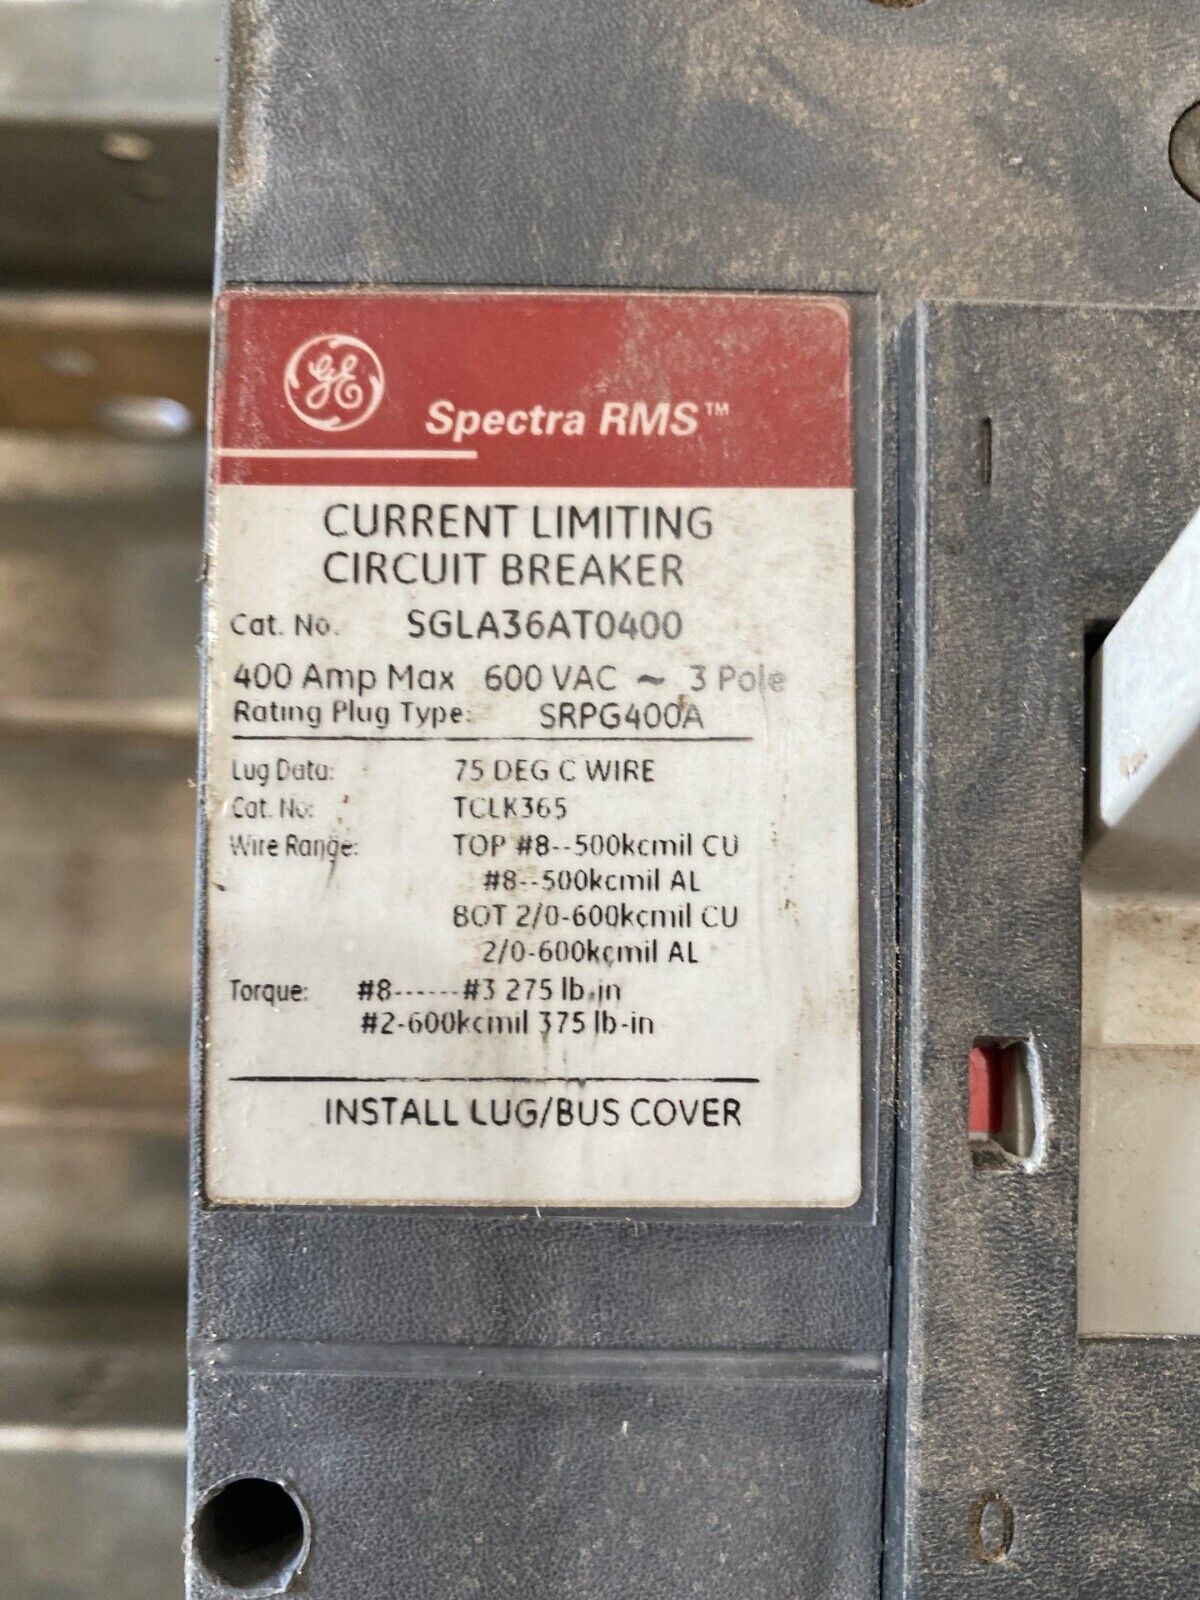 GE
Spectra RMS™
CURRENT LIMITING
CIRCUIT BREAKER
Cat. No. SGLA36AT0400
400 Amp Max 600 VAC ~ 3 Pole
Rating Plug Type: SRPG400A
Lug Data: 75 DEG C WIRE
Cat. No: TCLK365
Wire Range: TOP #8--500kcmil CU
#8--500kcmil AL
BOT 2/0-600kcmil CU
2/0-600kcmil AL
Torque: #8------#3 275 lb-in
#2-600kcmil 375 lb-in
INSTALL LUG/BUS COVER
O